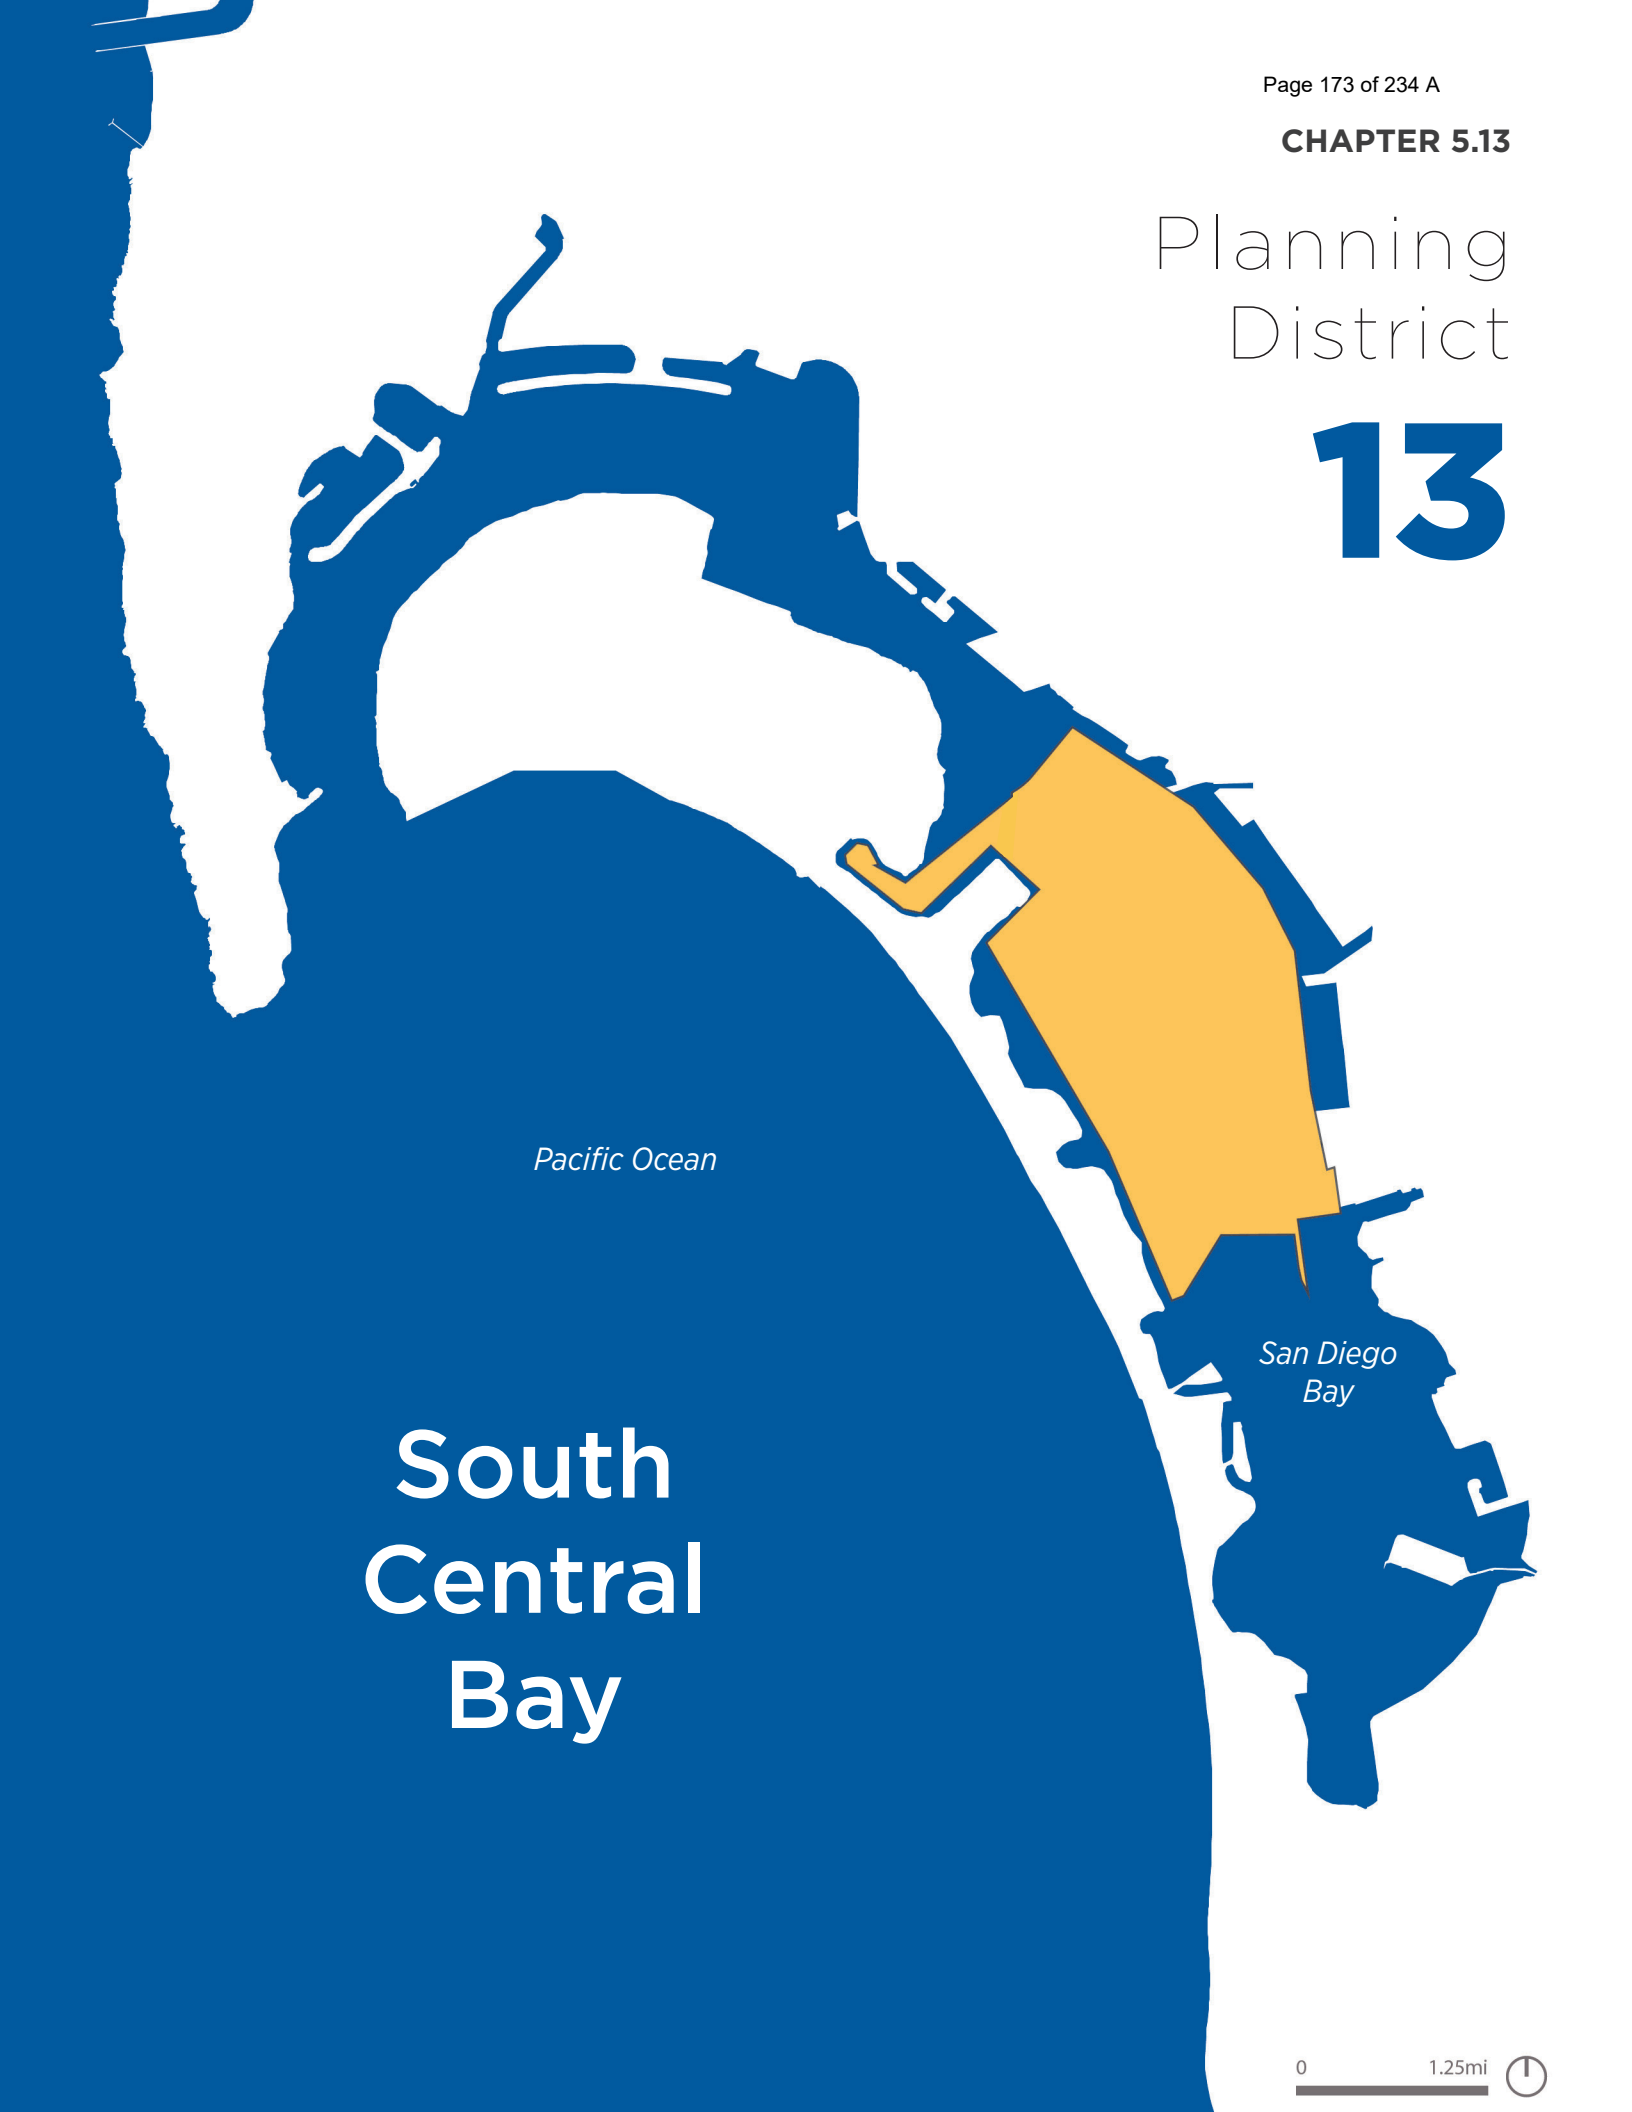 Page 173 of 234 A
CHAPTER 5.13
Planning
District
13
Pacific Ocean
San Diego
Bay
South
Central
Bay
0 1.25mi